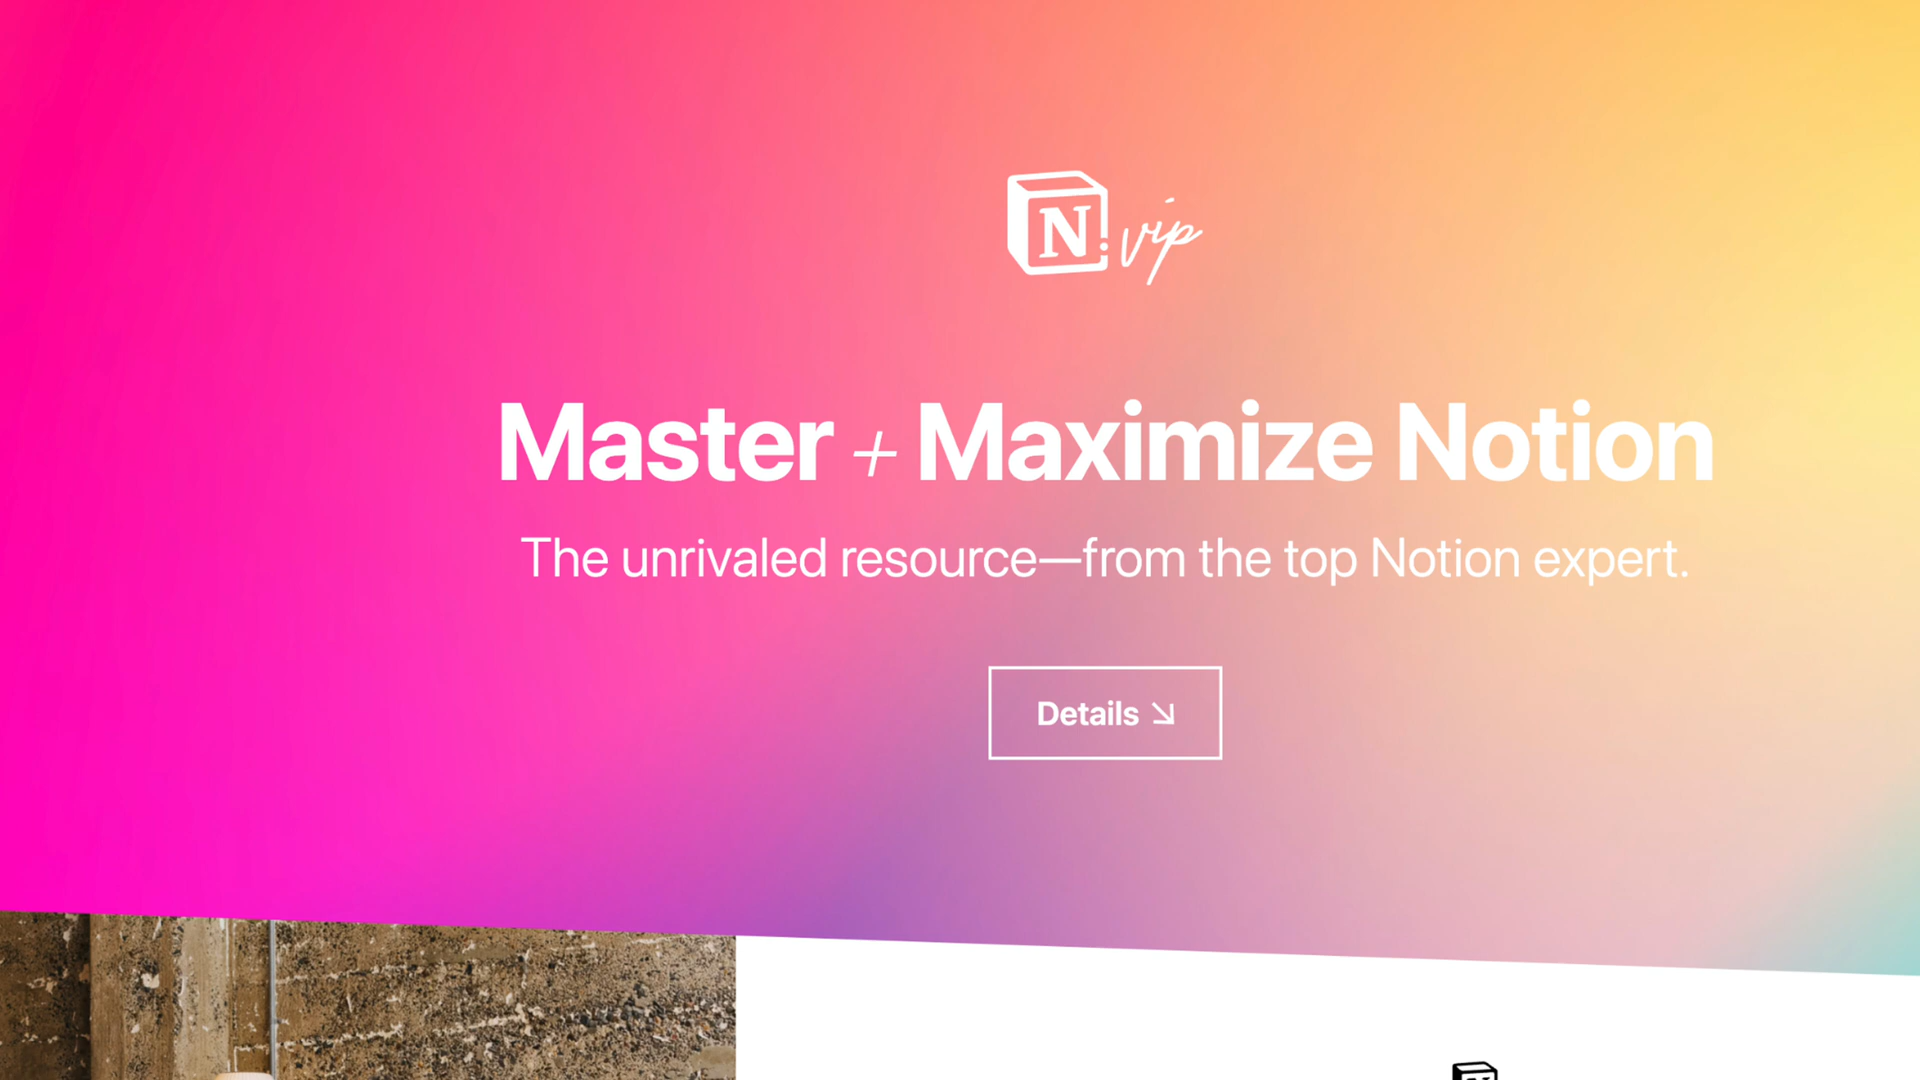 N vip
Master + Maximize Notion
The unrivaled resource—from the top Notion expert.
Details ↘